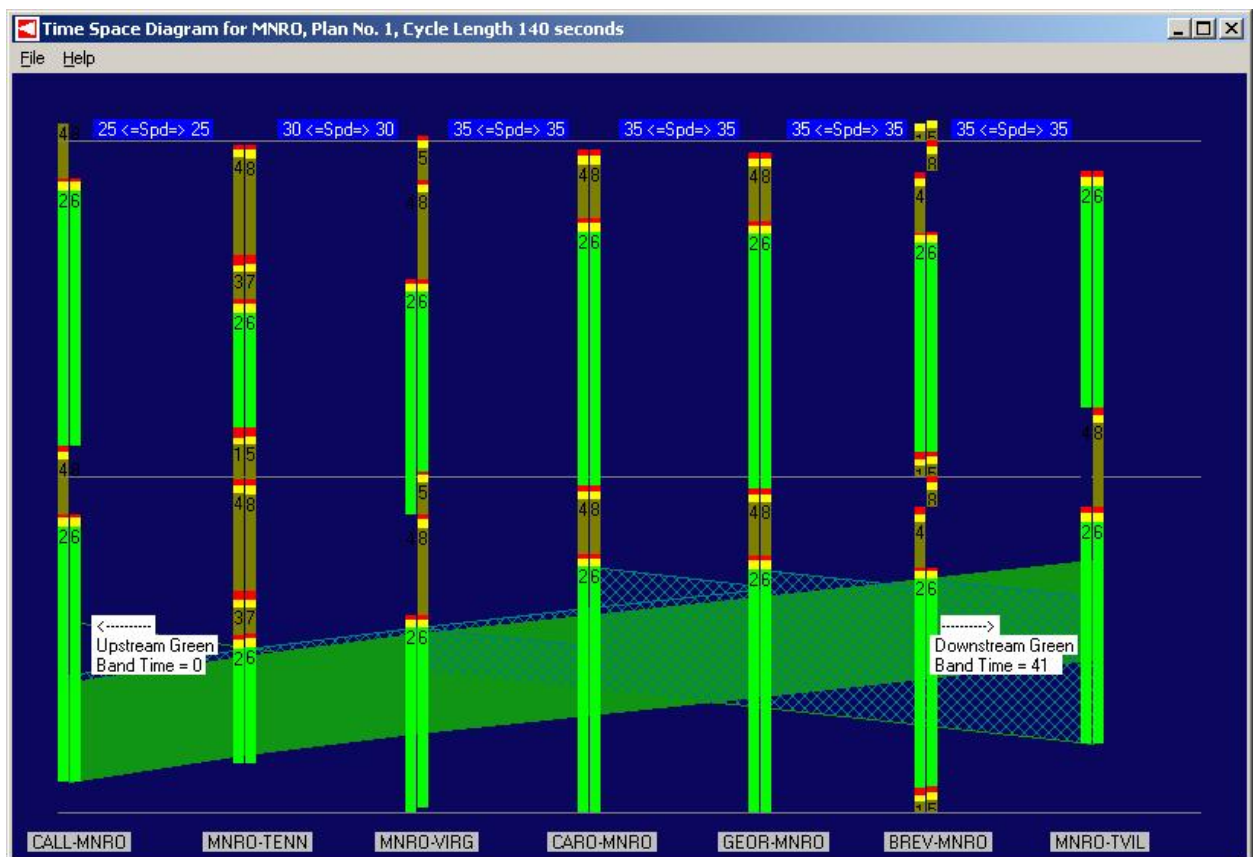 Time Space Diagram for MNRO, Plan No. 1, Cycle Length 140 seconds
File Help
25 <=Spd=> 25 30 <=Spd=> 30 35 <=Spd=> 35 35 <=Spd=> 35 35 <=Spd=> 35 35 <=Spd=> 35
48 15
5 8
48 48 48
26 4 26
48
26 26
37
26 26
15
48 15
48 5 8
26 48 48 48 4 26
26 26 26
37
26 26
<---------
Upstream Green
Band Time = 0
--------->
Downstream Green
Band Time = 41
15
CALL-MNRO MNRO-TENN MNRO-VIRG CARO-MNRO GEOR-MNRO BREV-MNRO MNRO-TVIL